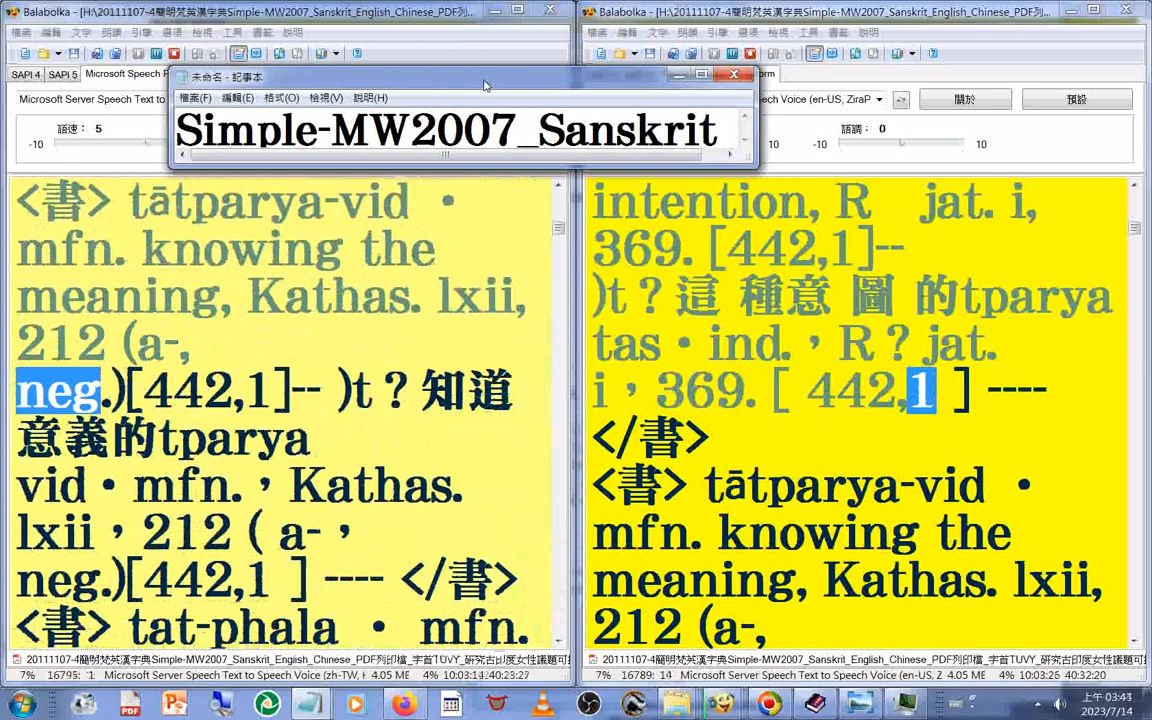 Balabolka - [H:\20111107-4簡明梵英漢字典Simple-MW2007_Sanskrit_English_Chinese_PDF列...
Balabolka - [H:\20111107-4簡明梵英漢字典Simple-MW2007_Sanskrit_English_Chinese_PDF列...
檔案 編輯 文字 朗讀 引擎 選項 檢視 工具 書籤 說明
檔案 編輯 文字 朗讀 引擎 選項 檢視 工具 書籤 說明
SAPI 4 SAPI 5 Microsoft Speech P
orm
未命名 - 記事本
檔案(F) 編輯(E) 格式(O) 檢視(V) 說明(H)
Simple-MW2007_Sanskrit
Microsoft Server Speech Text to
ech Voice (en-US, ZiraP
關於 預設
語速： 5
語調： 0
-10
-10 10
<書> tātparya-vid •
mfn. knowing the
meaning, Kathas. lxii,
212 (a-,
neg.)[442,1]-- )t？知道
意義的tparya
vid•mfn.，Kathas.
lxii，212 ( a-，
neg.)[442,1 ] ---- </書>
<書> tat-phala • mfn.
intention, R jat. i,
369. [442,1]--
)t？這 種意 圖 的tparya
tas•ind.，R？jat.
i，369. [ 442,1 ] ----
</書>
<書> tātparya-vid •
mfn. knowing the
meaning, Kathas. lxii,
212 (a-,
20111107-4簡明梵英漢字典Simple-MW2007_Sanskrit_English_Chinese_PDF列印檔_字首TUVY_研究古印度女性議題可
20111107-4簡明梵英漢字典Simple-MW2007_Sanskrit_English_Chinese_PDF列印檔_字首TUVY_研究古印度女性議題可
7% 16795: '1 Microsoft Server Speech Text to Speech Voice (zh-TW, H 4.05 MB 4% 10:03:14
7% 16789: 14 Microsoft Server Speech Text to Speech Voice (en-US, Z 4.05 MB 4% 10:03:26 40:32:20
上午 03:43
2023/7/14